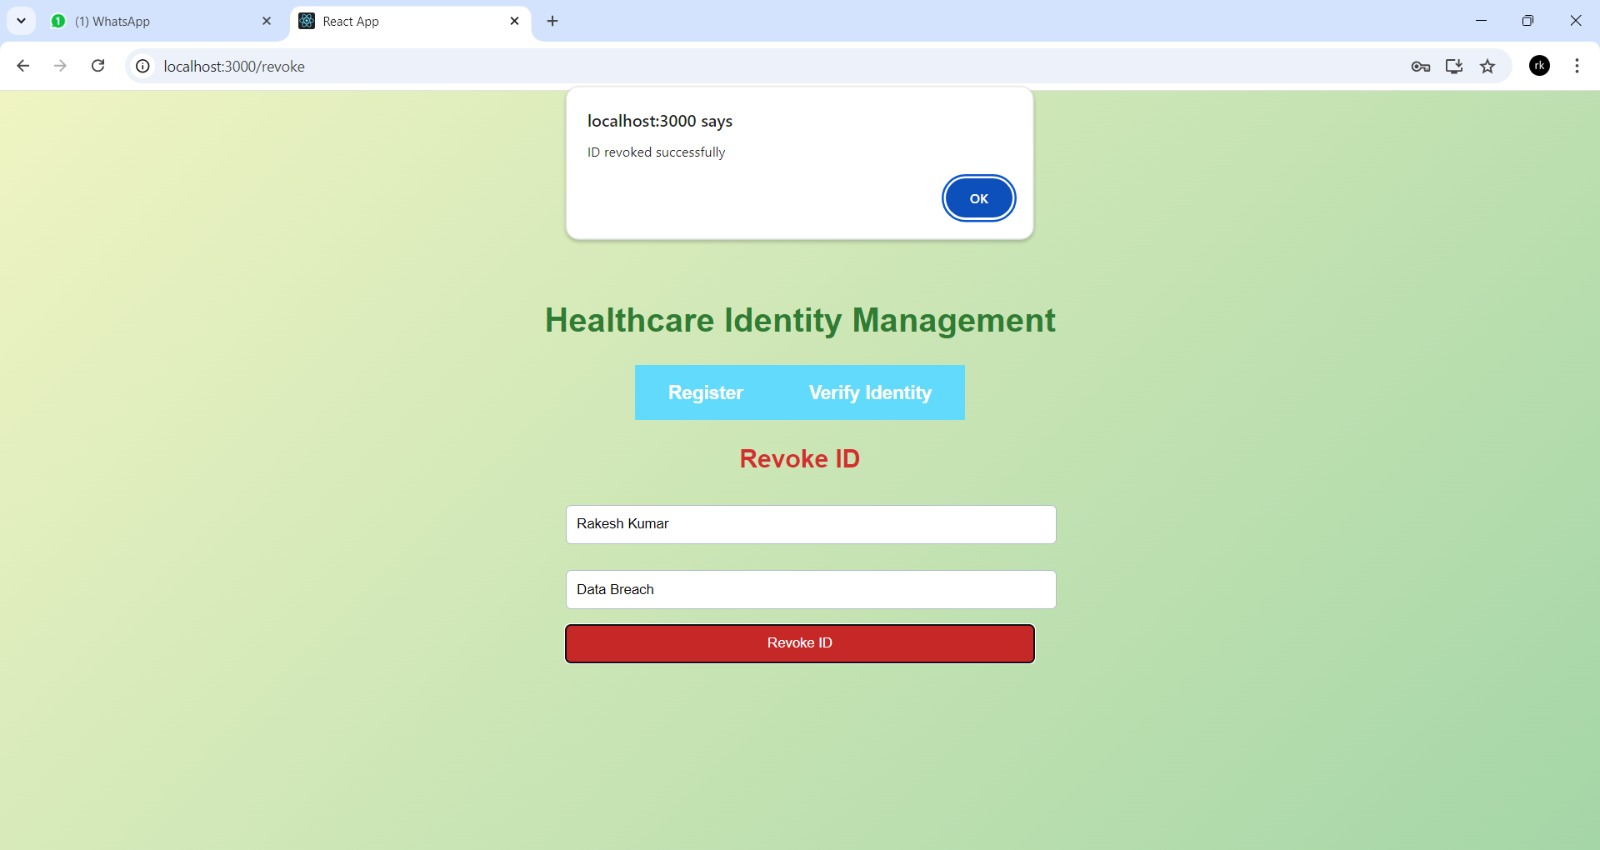 (1) WhatsApp
React App
localhost:3000/revoke
rk
localhost:3000 says
ID revoked successfully
OK
Healthcare Identity Management
Register Verify Identity
Revoke ID
Rakesh Kumar
Data Breach
Revoke ID